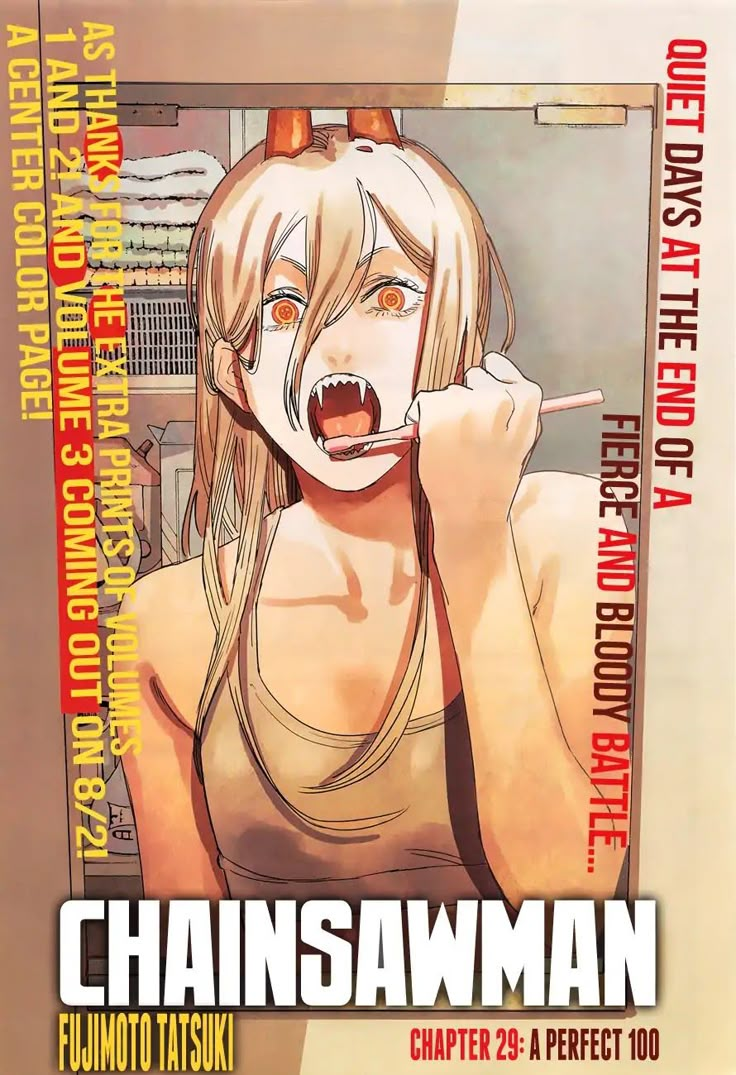 QUIET DAYS AT THE END OF A
FIERCE AND BLOODY BATTLE...
AS THANKS FOR THE EXTRA PRINTS OF VOLUMES
1 AND 2! AND VOLUME 3 COMING OUT ON 8/2!
A CENTER COLOR PAGE!
CHAINSAWMAN
FUJIMOTO TATSUKI
CHAPTER 29: A PERFECT 100